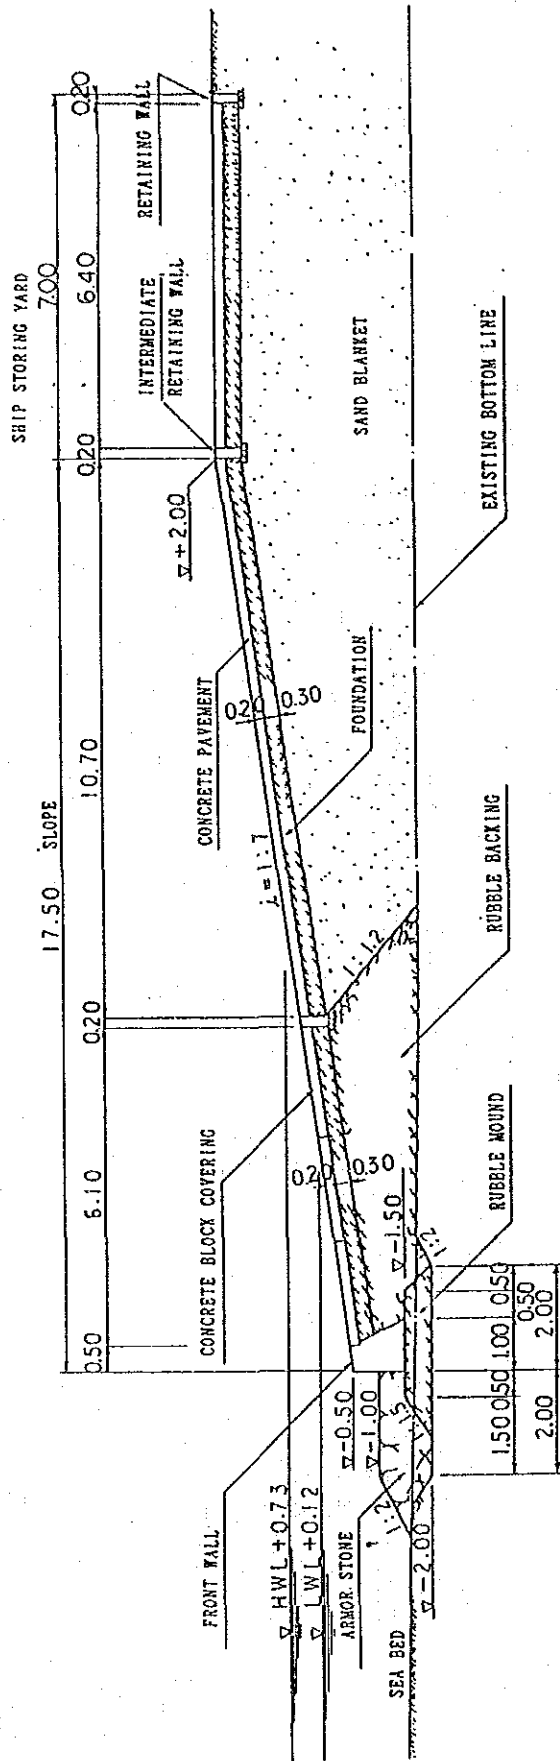 SHIP STORING YARD
7.00
17.50 SLOPE
0.50
6.10
0.20
10.70
0.20
6.40
0.20
RETAINING WALL
INTERMEDIATE
RETAINING WALL
▽+2.00
CONCRETE PAVEMENT
0.20 0.30
i=1:7
FOUNDATION
SAND BLANKET
EXISTING BOTTOM LINE
CONCRETE BLOCK COVERING
0.20 0.30
1:1.2
RUBBLE BACKING
RUBBLE MOUND
FRONT WALL
▽ HWL+0.73
▽ LWL+0.12
▽-0.50
▽-1.00
▽-1.50
1:2
ARMOR STONE
1:2
SEA BED
▽-2.00
1.50 0.50 1.00 0.50
0.50
2.00 2.00